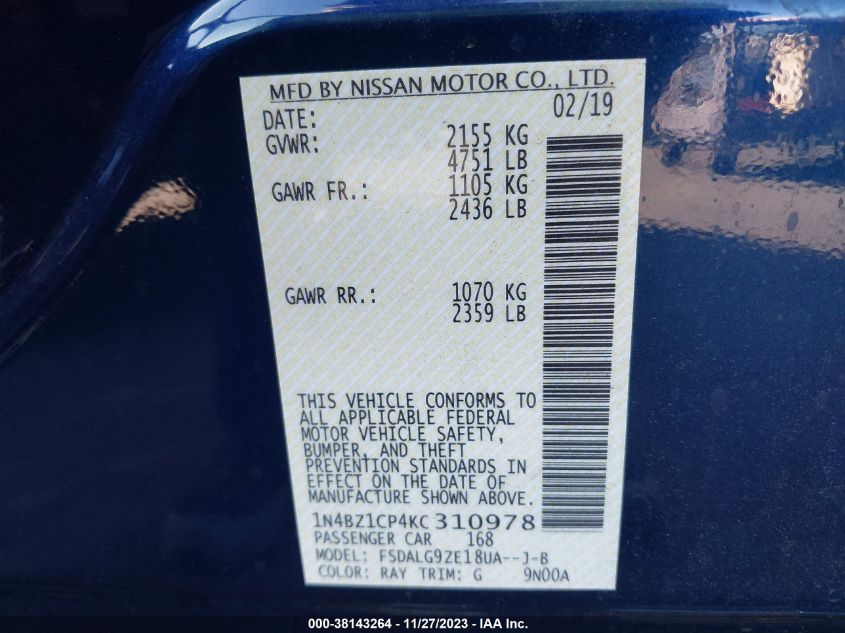 MFD BY NISSAN MOTOR CO., LTD.
DATE: 02/19
GVWR: 2155 KG
4751 LB
GAWR FR.: 1105 KG
2436 LB
GAWR RR.: 1070 KG
2359 LB
THIS VEHICLE CONFORMS TO
ALL APPLICABLE FEDERAL
MOTOR VEHICLE SAFETY,
BUMPER, AND THEFT
PREVENTION STANDARDS IN
EFFECT ON THE DATE OF
MANUFACTURE SHOWN ABOVE.
1N4BZ1CP4KC 310978
PASSENGER CAR 168
MODEL: FSDALG9ZE18UA--J-B
COLOR: RAY TRIM: G 9N00A
000-38143264 - 11/27/2023 - IAA Inc.